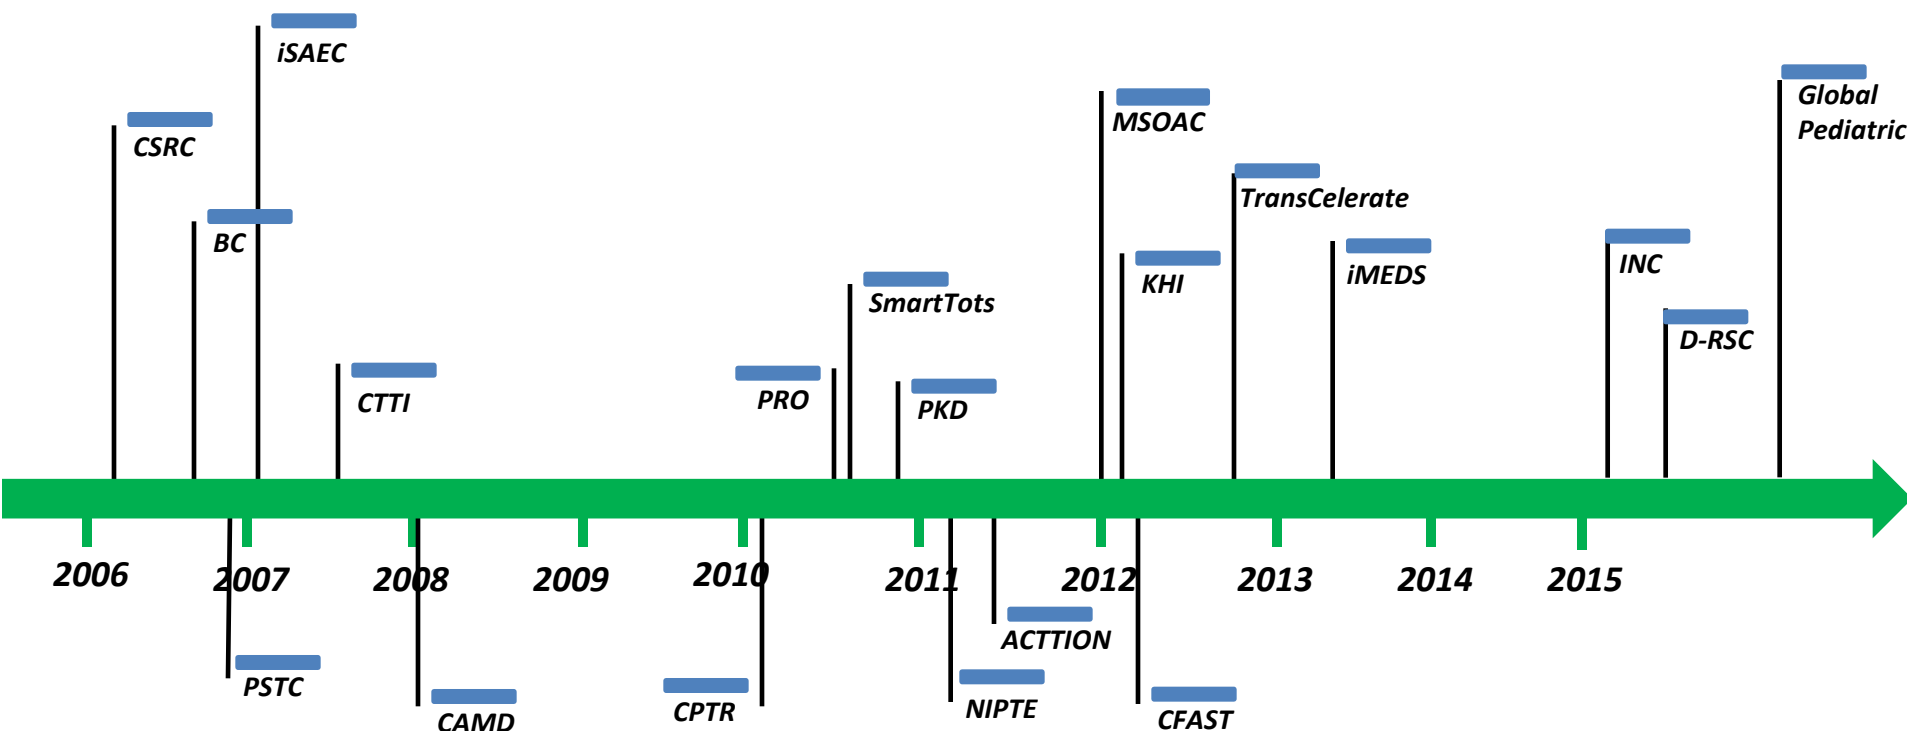 iSAEC
CSRC
BC
CTTI
PRO
SmartTots
PKD
MSOAC
KHI
TransCelerate
iMEDS
INC
D-RSC
Global
Pediatric
2006 2007 2008 2009 2010 2011 2012 2013 2014 2015
PSTC
CAMD
CPTR
NIPTE
ACTTION
CFAST